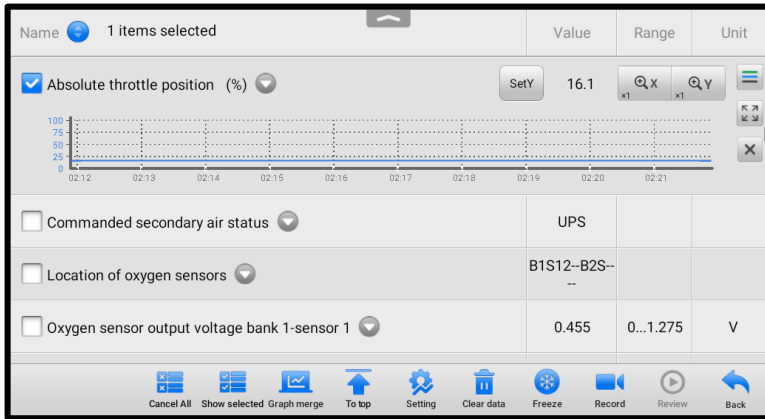 Name 1 items selected Value Range Unit
Absolute throttle position (%) SetY 16.1 X ×1 Y ×1
100
75
50
25
0
02:12 02:13 02:14 02:15 02:16 02:17 02:18 02:19 02:20 02:21
Commanded secondary air status UPS
Location of oxygen sensors B1S12--B2S--
--
Oxygen sensor output voltage bank 1-sensor 1 0.455 0...1.275 V
Cancel All Show selected Graph merge To top Setting Clear data Freeze Record Review Back